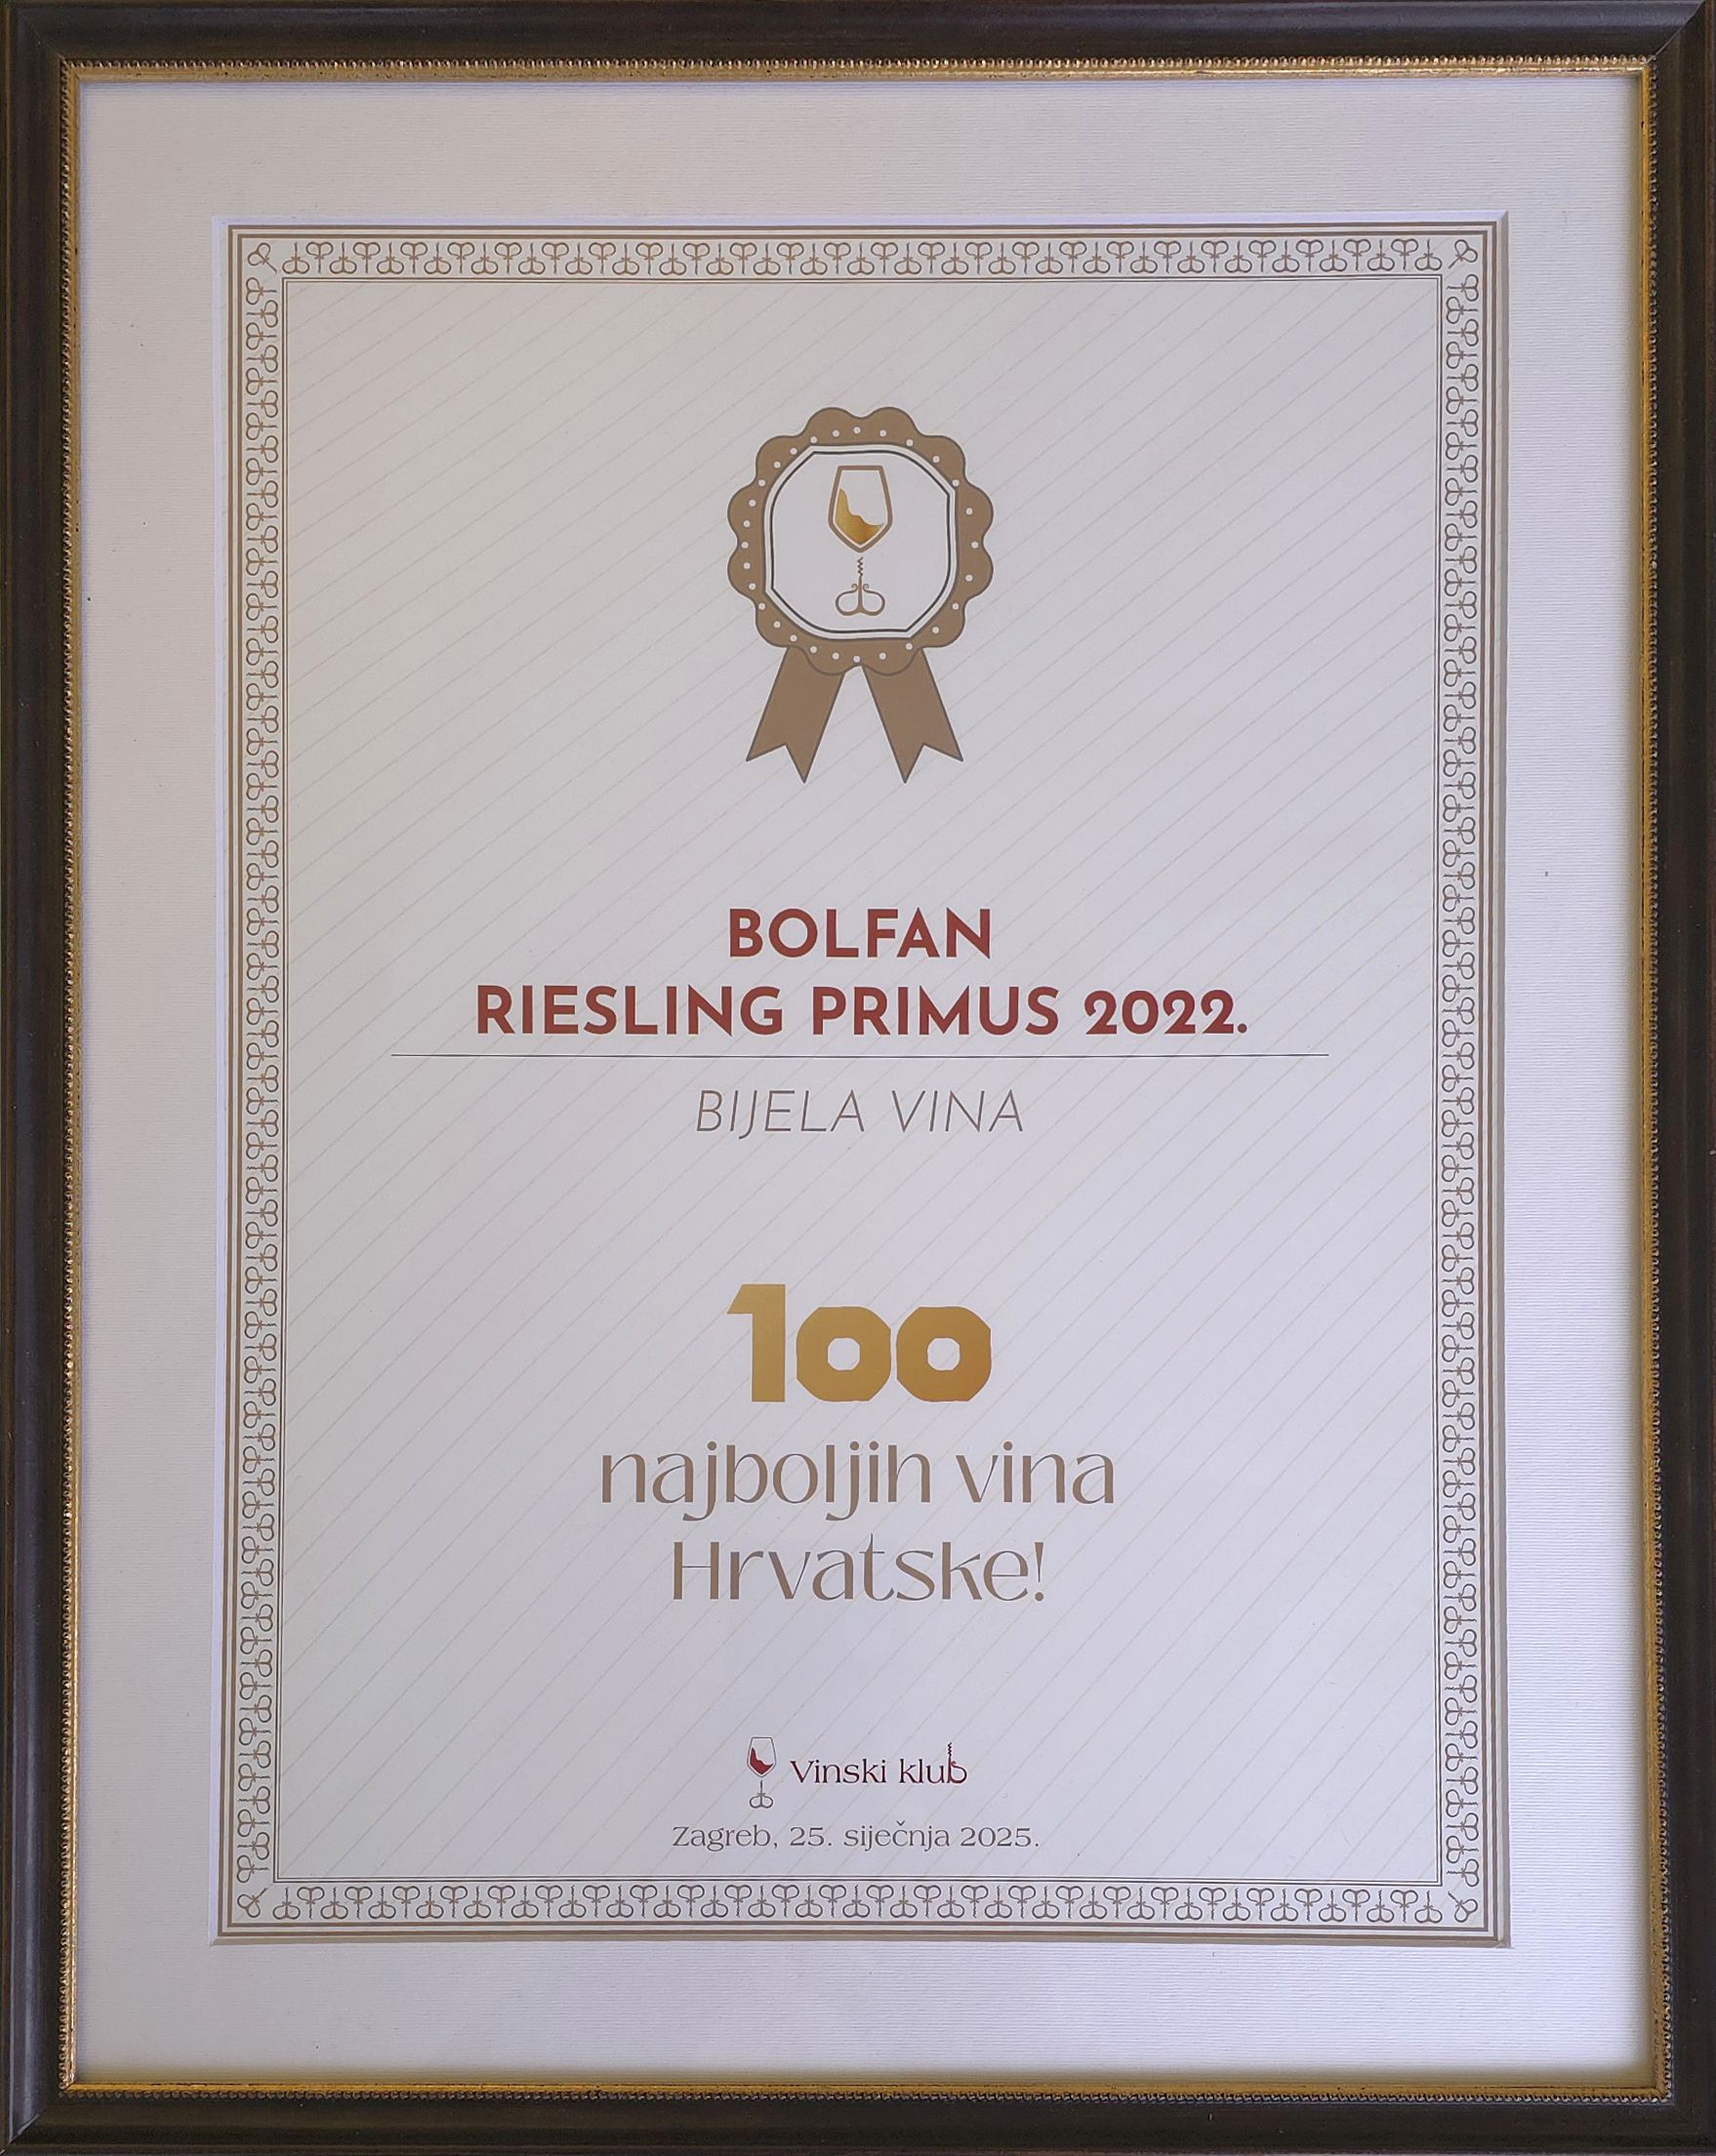 BOLFAN
RIESLING PRIMUS 2022.
BIJELA VINA
100
najboljih vina
Hrvatske!
Vinski klub
Zagreb, 25. siječnja 2025.